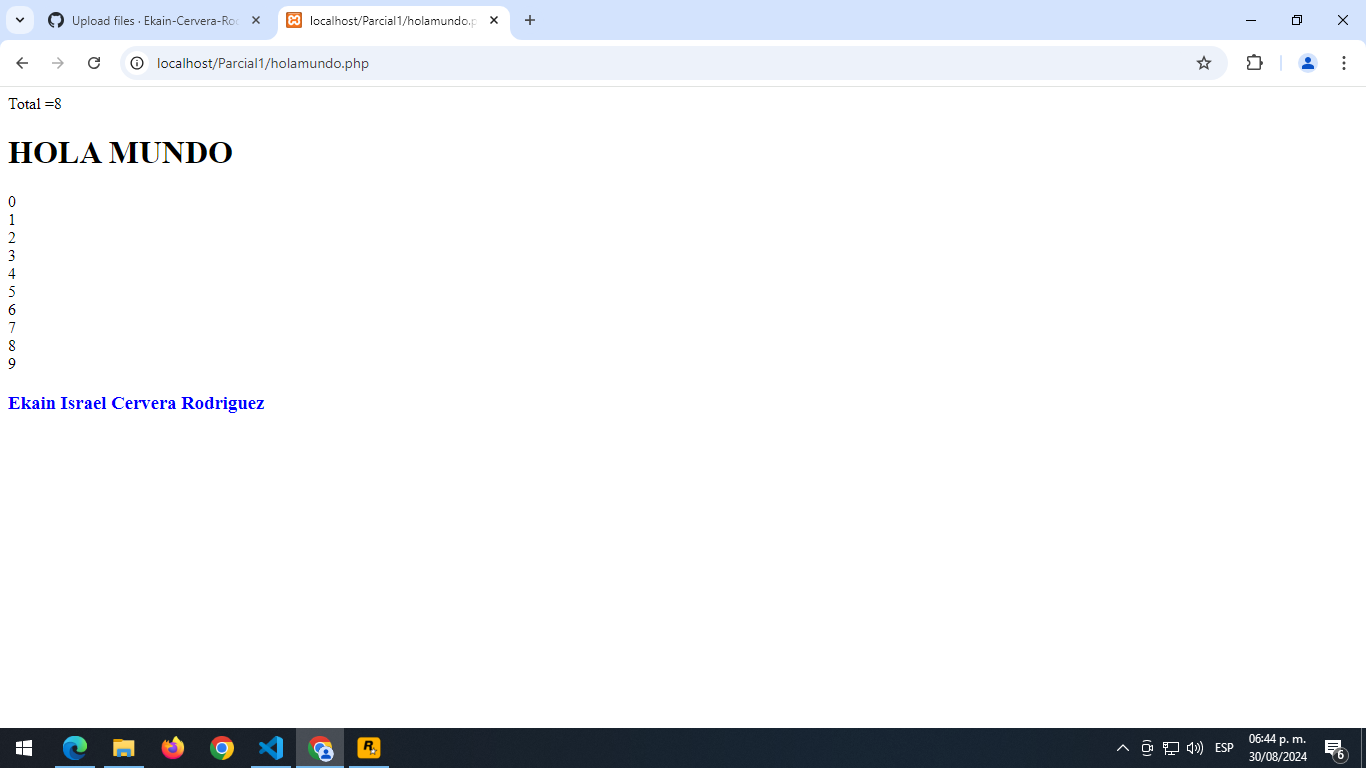 Upload files · Ekain-Cervera-Ro
localhost/Parcial1/holamundo.p
localhost/Parcial1/holamundo.php
Total =8
HOLA MUNDO
0
1
2
3
4
5
6
7
8
9
Ekain Israel Cervera Rodriguez
ESP
06:44 p. m.
30/08/2024
6